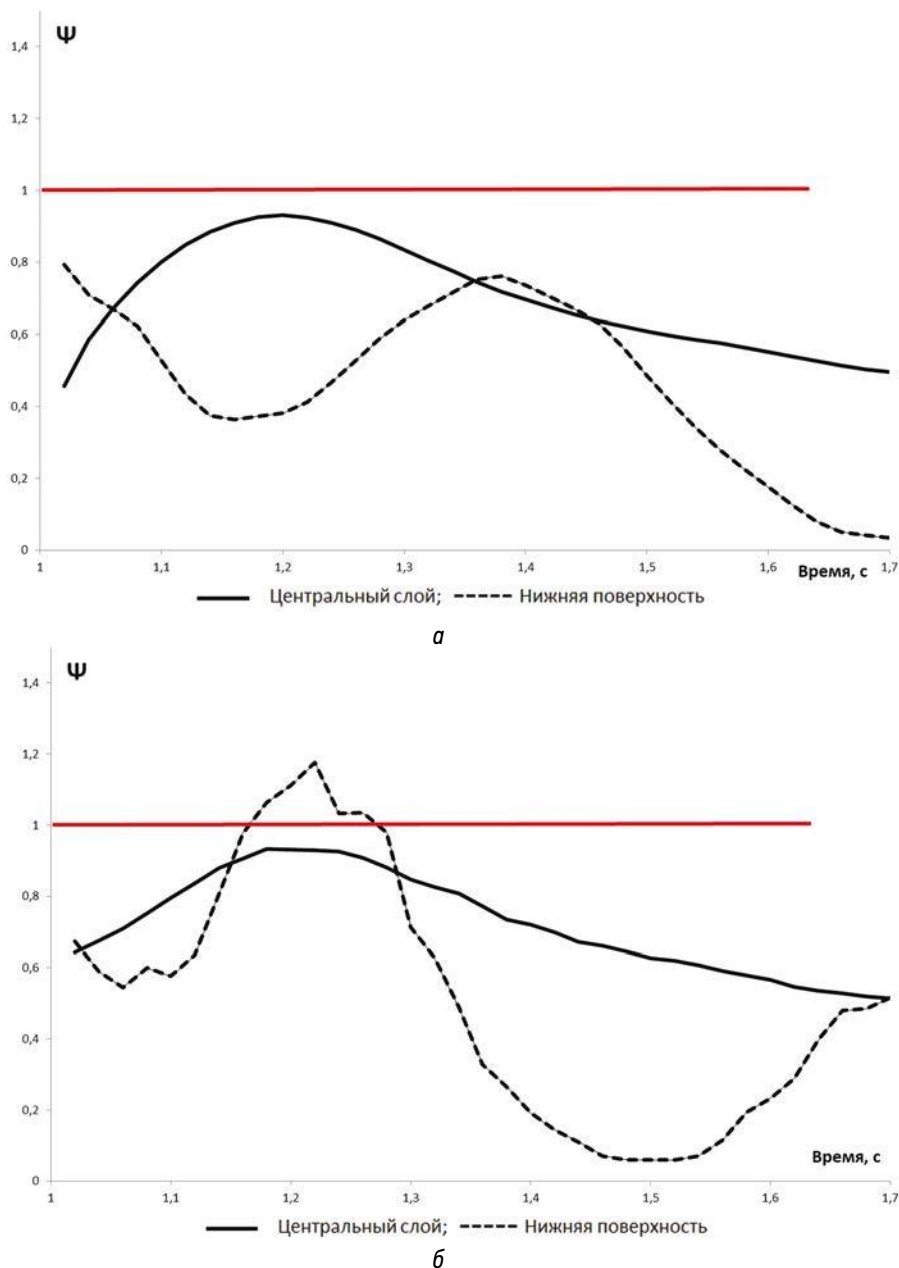 Ψ
1,4
1,2
1
0,8
0,6
0,4
0,2
0
1 1,1 1,2 1,3 1,4 1,5 1,6 1,7
Время, с
Центральный слой; Нижняя поверхность
а
Ψ
1,4
1,2
1
0,8
0,6
0,4
0,2
0
Время, с
1 1,1 1,2 1,3 1,4 1,5 1,6 1,7
Центральный слой; Нижняя поверхность
б